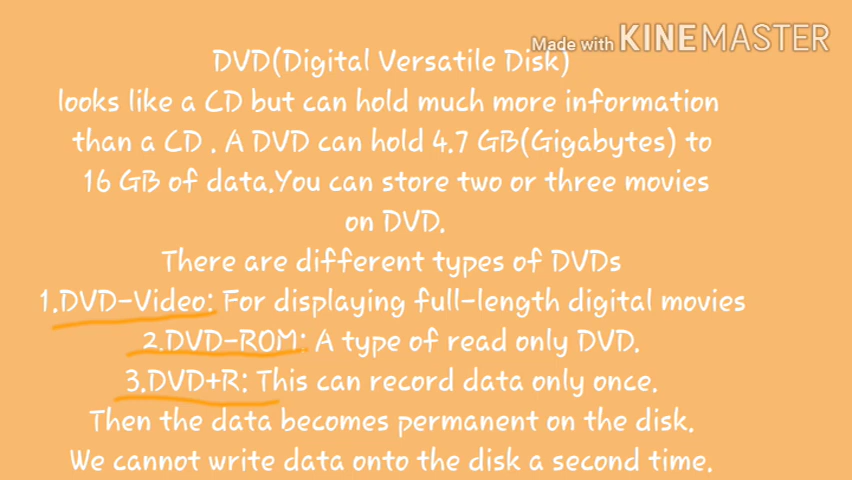 Made with KINEMASTER
DVD(Digital Versatile Disk)
looks like a CD but can hold much more information
than a CD . A DVD can hold 4.7 GB(Gigabytes) to
16 GB of data.You can store two or three movies
on DVD.
There are different types of DVDs
1.DVD-Video: For displaying full-length digital movies
2.DVD-ROM: A type of read only DVD.
3.DVD+R: This can record data only once.
Then the data becomes permanent on the disk.
We cannot write data onto the disk a second time.